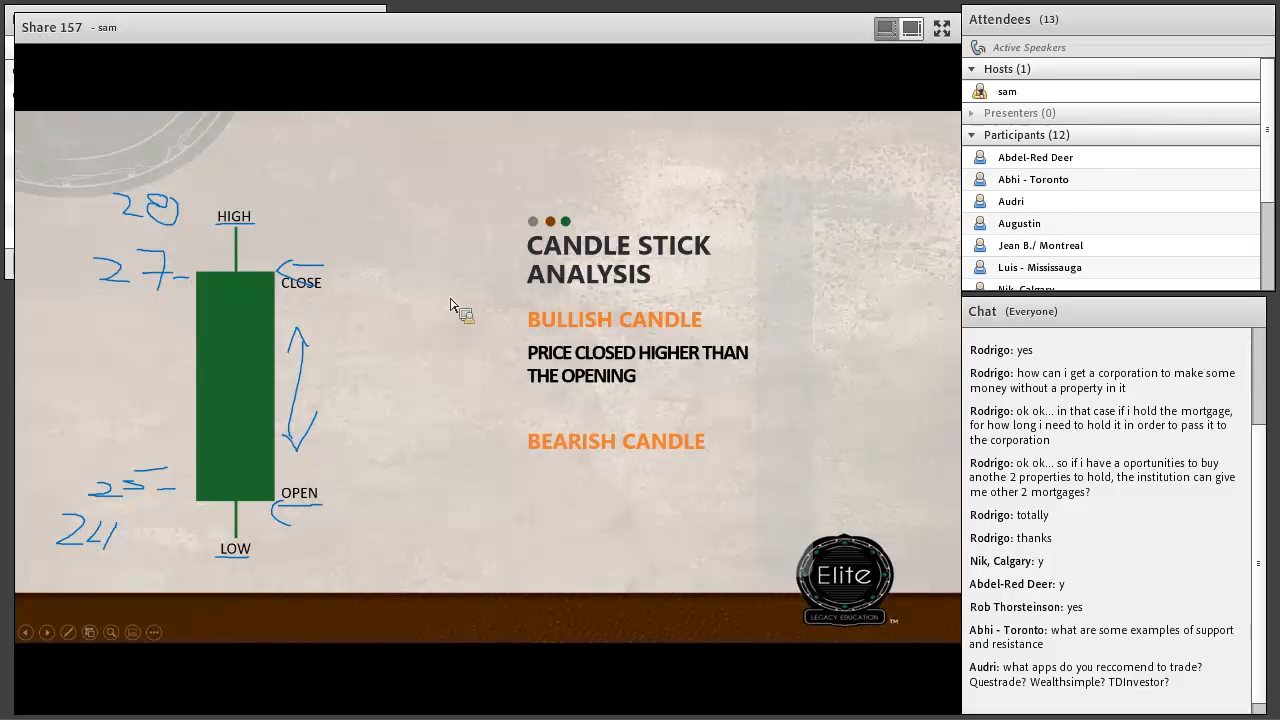 Share 157 - sam
28
HIGH
27
CLOSE
25
OPEN
24
LOW
CANDLE STICK
ANALYSIS
BULLISH CANDLE
PRICE CLOSED HIGHER THAN
THE OPENING
BEARISH CANDLE
Elite
LEGACY EDUCATION
TM
Attendees (13)
Active Speakers
Hosts (1)
sam
Presenters (0)
Participants (12)
Abdel-Red Deer
Abhi - Toronto
Audri
Augustin
Jean B./ Montreal
Luis - Mississauga
Nik, Calgary
Chat (Everyone)
Rodrigo: yes
Rodrigo: how can i get a corporation to make some
money without a property in it
Rodrigo: ok ok... in that case if i hold the mortgage,
for how long i need to hold it in order to pass it to
the corporation
Rodrigo: ok ok... so if i have a oportunities to buy
anothe 2 properties to hold, the institution can give
me other 2 mortgages?
Rodrigo: totally
Rodrigo: thanks
Nik, Calgary: y
Abdel-Red Deer: y
Rob Thorsteinson: yes
Abhi - Toronto: what are some examples of support
and resistance
Audri: what apps do you reccomend to trade?
Questrade? Wealthsimple? TDInvestor?